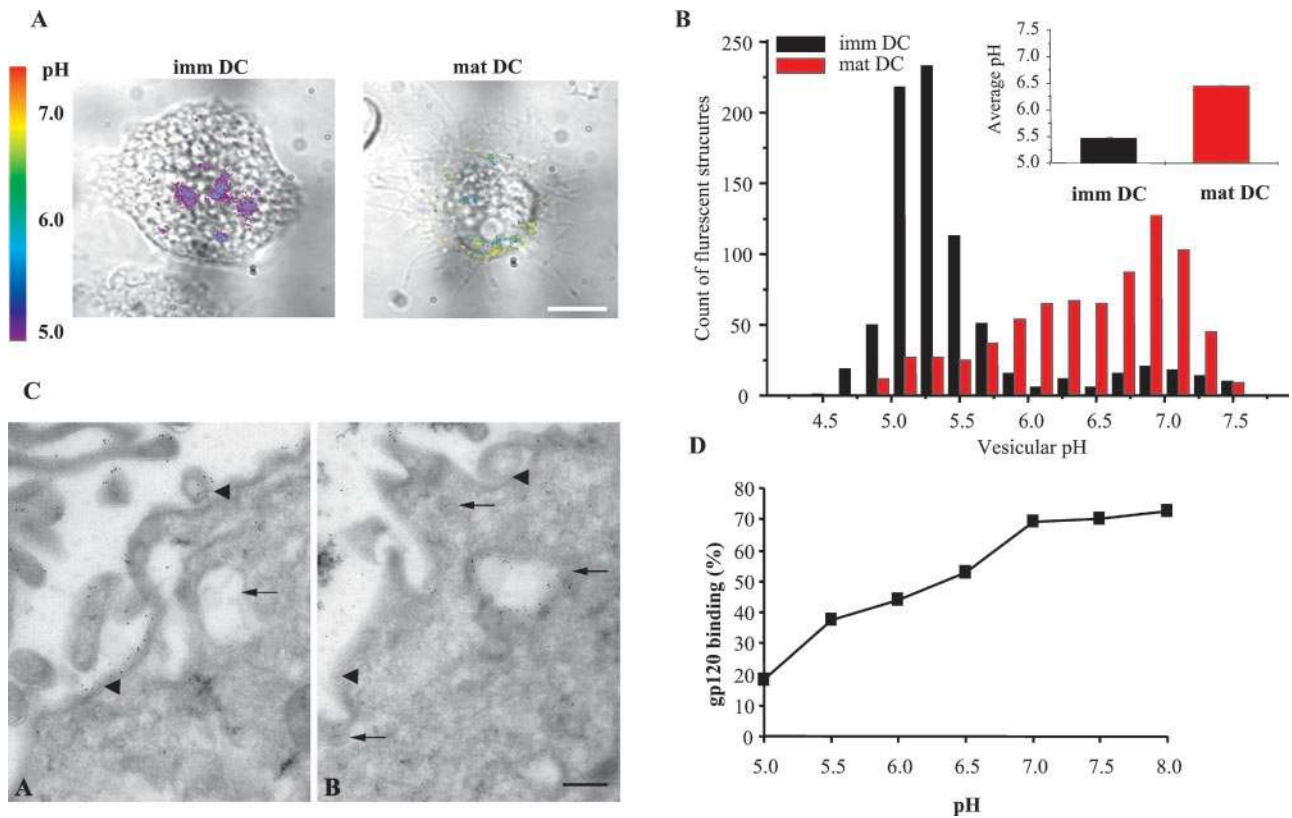 A
pH
7.0
6.0
5.0
imm DC
mat DC
B
250
200
150
100
50
0
Count of flurescent strucutres
imm DC
mat DC
4.5 5.0 5.5 6.0 6.5 7.0 7.5
Vesicular pH
7.5
7.0
6.5
6.0
5.5
5.0
Average pH
imm DC mat DC
C
A
B
D
80
70
60
50
40
30
20
10
0
gp120 binding (%)
5.0 5.5 6.0 6.5 7.0 7.5 8.0
pH